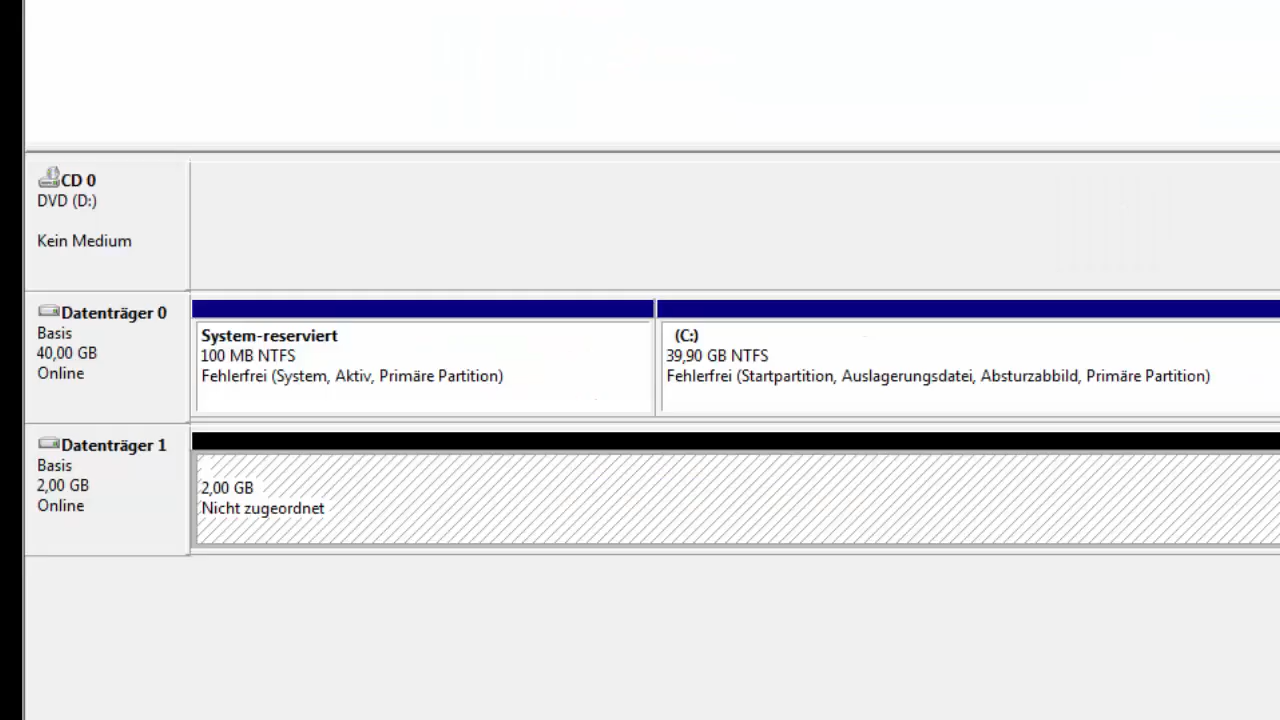 CD 0
DVD (D:)
Kein Medium
Datenträger 0
Basis
40,00 GB
Online
System-reserviert
100 MB NTFS
Fehlerfrei (System, Aktiv, Primäre Partition)
(C:)
39,90 GB NTFS
Fehlerfrei (Startpartition, Auslagerungsdatei, Absturzabbild, Primäre Partition)
Datenträger 1
Basis
2,00 GB
Online
2,00 GB
Nicht zugeordnet